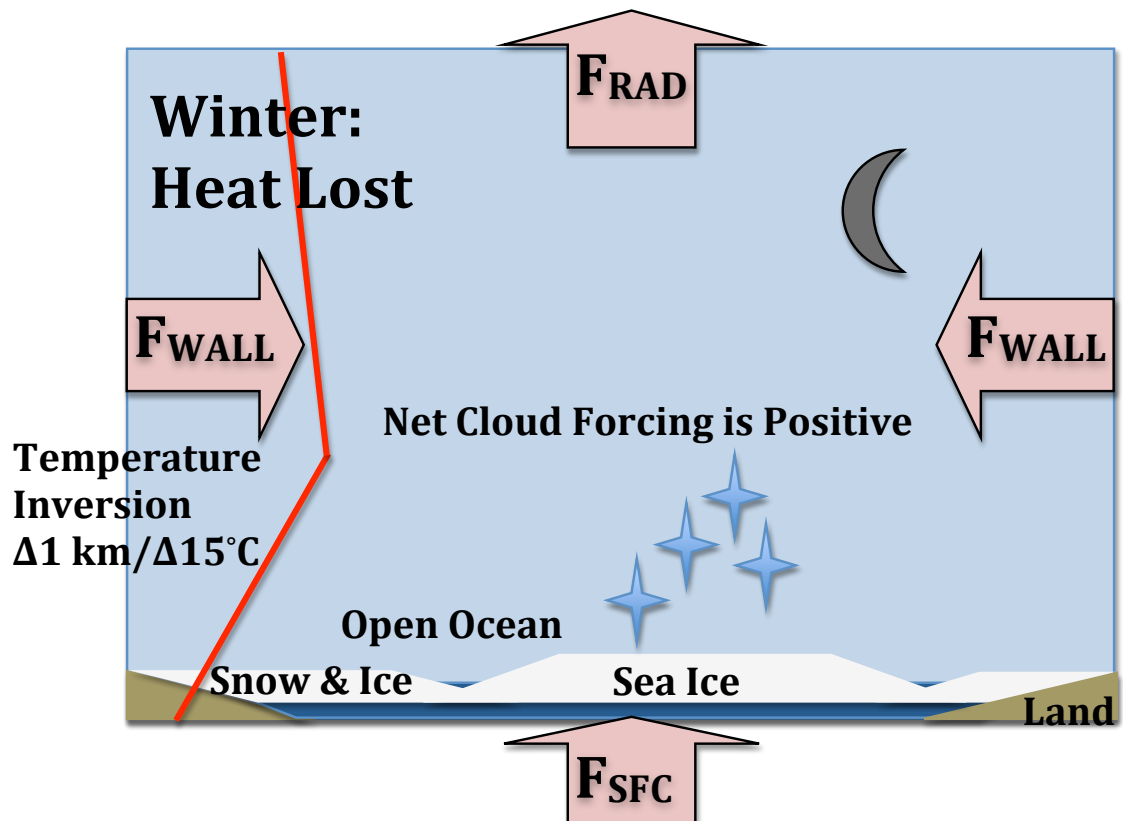 FRAD
Winter:
Heat Lost
FWALL
FWALL
Net Cloud Forcing is Positive
Temperature
Inversion
Δ1 km/Δ15°C
Open Ocean
Snow & Ice
Sea Ice
Land
FSFC